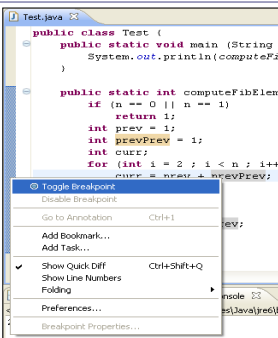 Test.java
public class Test {
public static void main (String
System.out.println(computeFi
}
public static int computeFibElem
if (n == 0 || n == 1)
return 1;
int prev = 1;
int prevPrev = 1;
int curr;
for (int i = 2 ; i < n ; i++
curr = prev + prevPrev;
Toggle Breakpoint
Disable Breakpoint
Go to Annotation Ctrl+1
ev;
Add Bookmark...
Add Task...
Show Quick Diff Ctrl+Shift+Q
Show Line Numbers
Folding
nsole
Preferences...
es\Java\jre6\b
Breakpoint Properties...